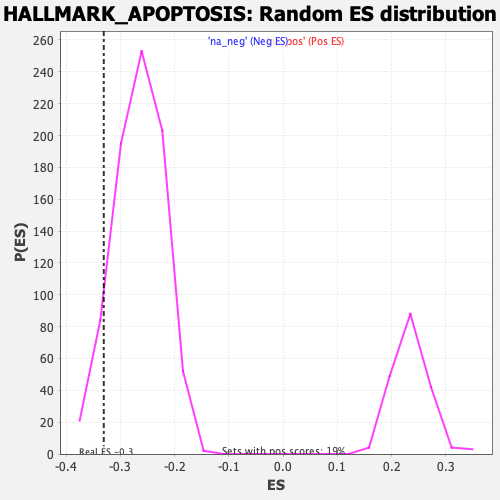 HALLMARK_APOPTOSIS: Random ES distribution
'na_neg' (Neg ES)
pos' (Pos ES)
260
240
220
200
180
160
140
120
100
80
60
40
20
0
P(ES)
Real ES -0.3
Sets with pos scores: 19%
-0.4 -0.3 -0.2 -0.1 0.0 0.1 0.2 0.3
ES